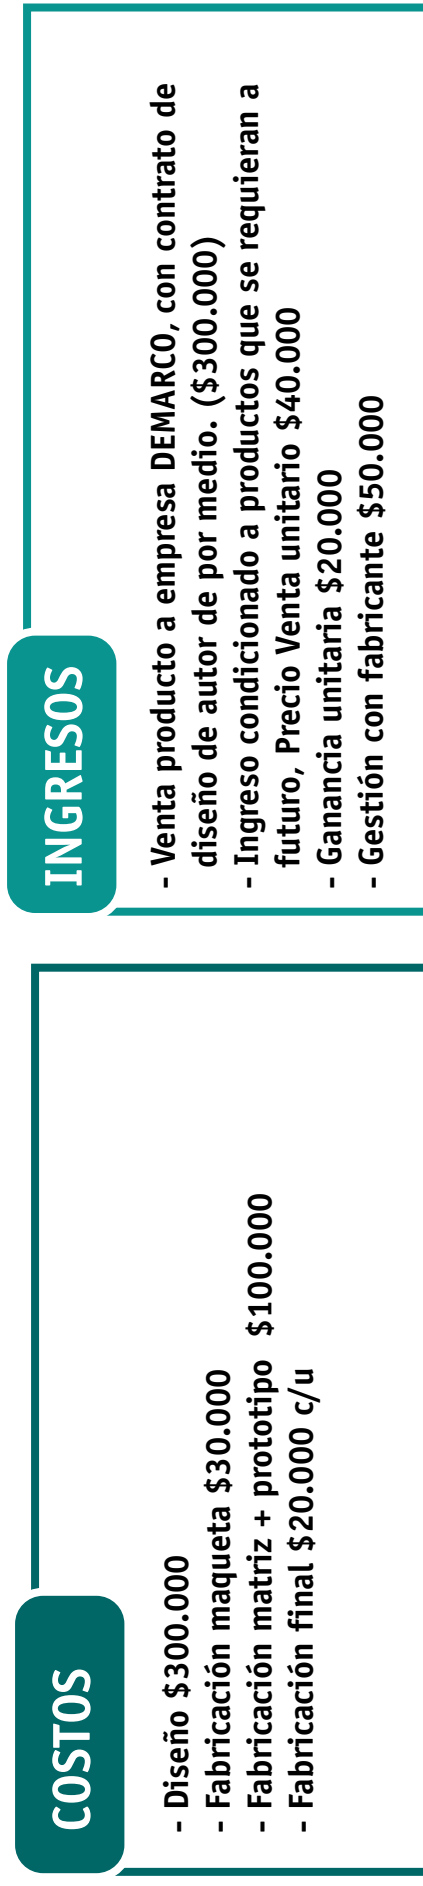 COSTOS
- Diseño $300.000
- Fabricación maqueta $30.000
- Fabricación matriz + prototipo $100.000
- Fabricación final $20.000 c/u
INGRESOS
- Venta producto a empresa DEMARCO, con contrato de
diseño de autor de por medio. ($300.000)
- Ingreso condicionado a productos que se requieran a
futuro, Precio Venta unitario $40.000
- Ganancia unitaria $20.000
- Gestión con fabricante $50.000